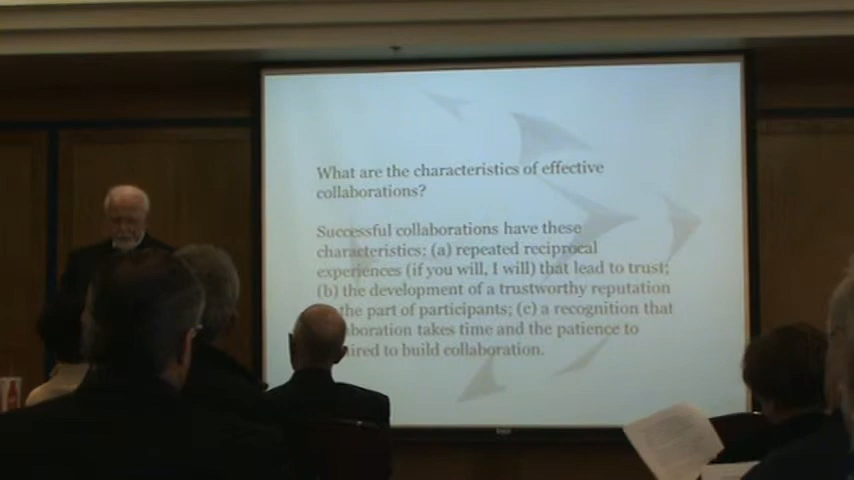 What are the characteristics of effective
collaborations?
Successful collaborations have these
characteristics: (a) repeated reciprocal
experiences (if you will, I will) that lead to trust;
(b) the development of a trustworthy reputation
the part of participants; (c) a recognition that
aboration takes time and the patience to
ired to build collaboration.